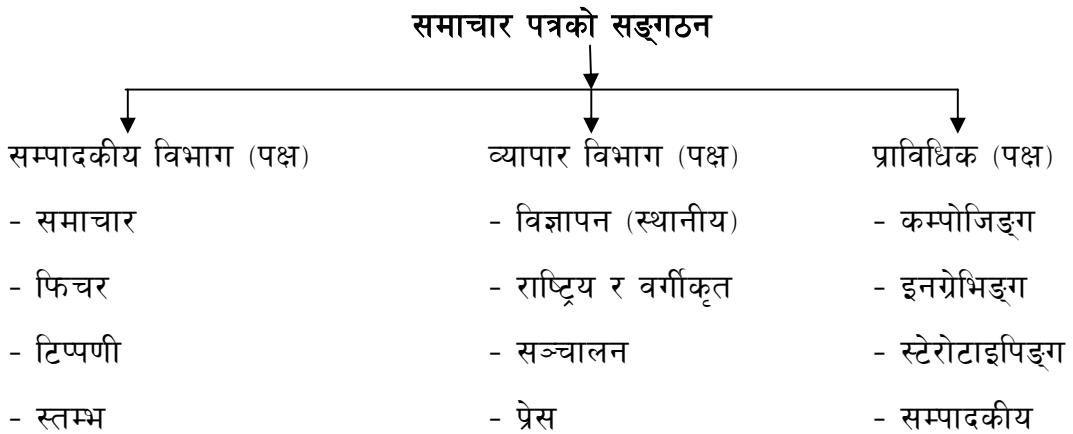 समाचार पत्रको सङ्गठन
सम्पादकीय विभाग (पक्ष) व्यापार विभाग (पक्ष) प्राविधिक (पक्ष)
- समाचार - विज्ञापन (स्थानीय) - कम्पोजिङ्ग
- फिचर - राष्ट्रिय र वर्गीकृत - इनग्रेभिङ्ग
- टिप्पणी - सञ्चालन - स्टेरोटाइपिङ्ग
- स्तम्भ - प्रेस - सम्पादकीय